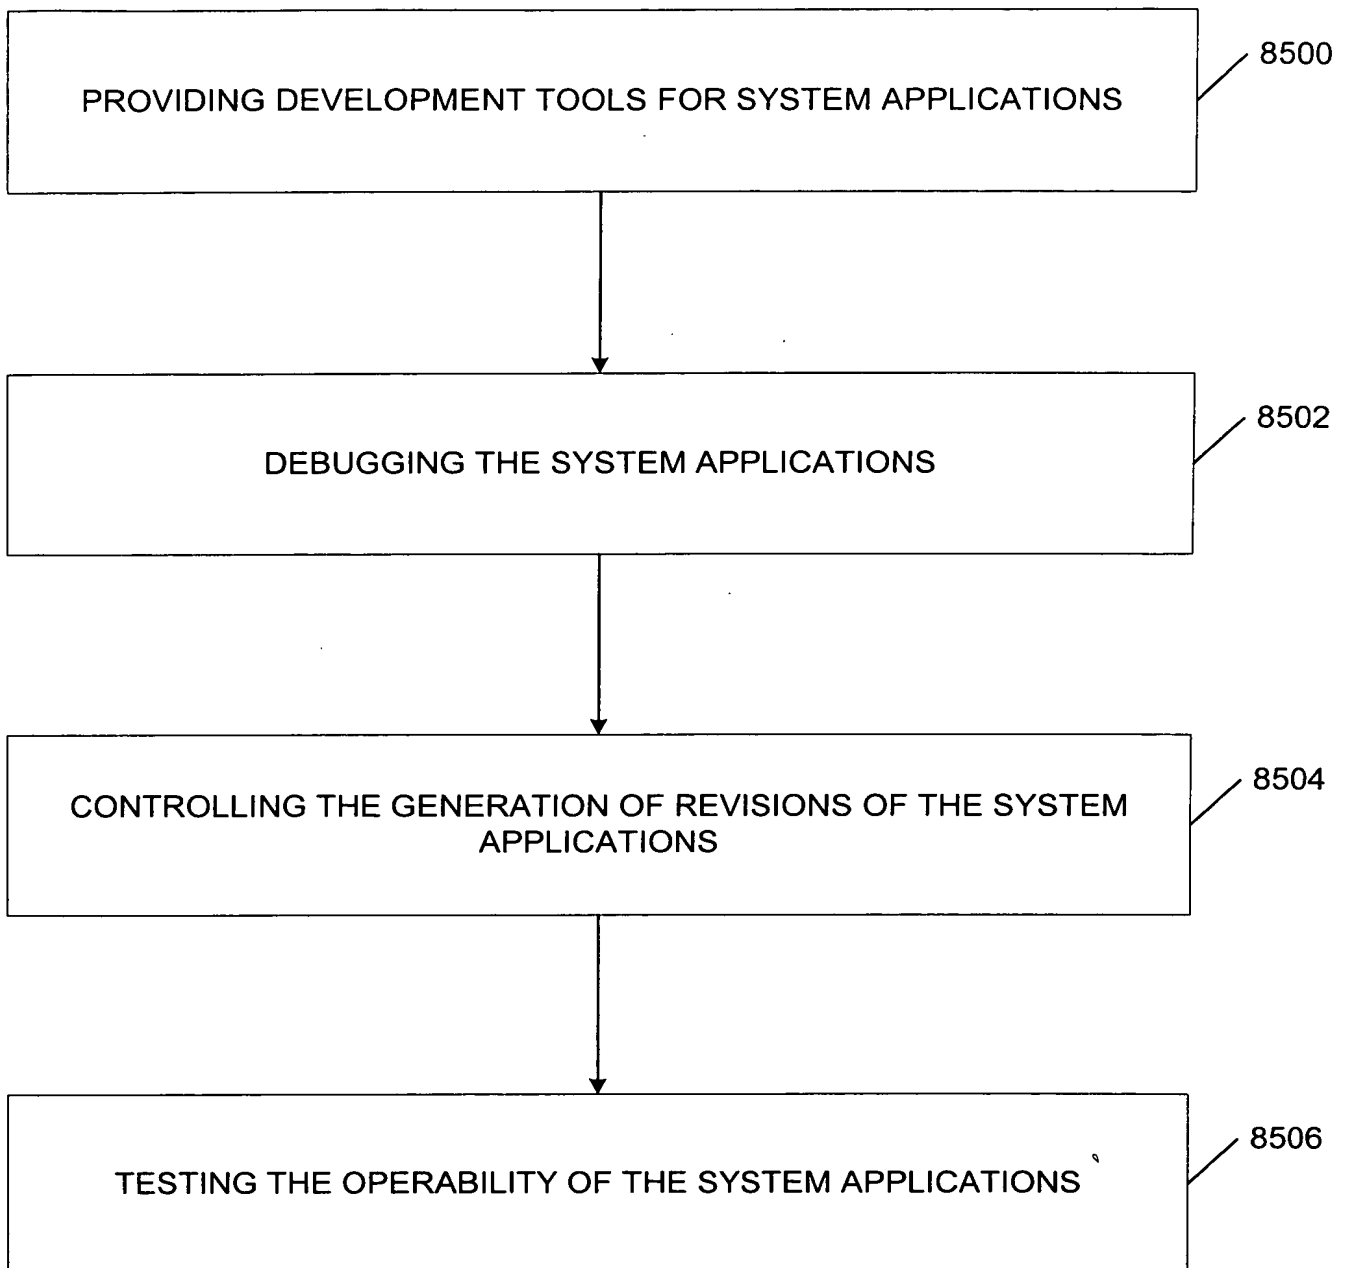 PROVIDING DEVELOPMENT TOOLS FOR SYSTEM APPLICATIONS
8500
DEBUGGING THE SYSTEM APPLICATIONS
8502
CONTROLLING THE GENERATION OF REVISIONS OF THE SYSTEM
APPLICATIONS
8504
TESTING THE OPERABILITY OF THE SYSTEM APPLICATIONS
8506